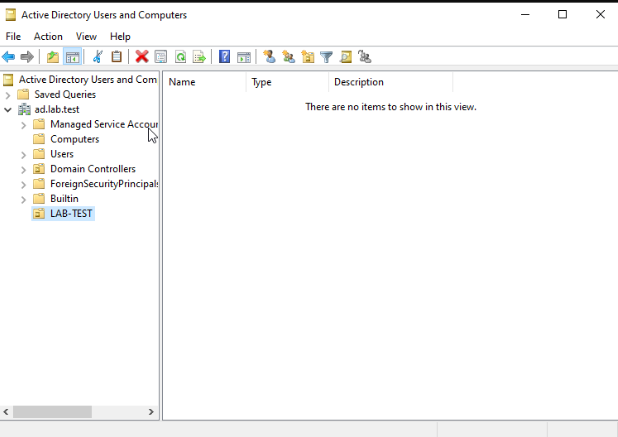 Active Directory Users and Computers
File Action View Help
Active Directory Users and Com
Name Type Description
Saved Queries
There are no items to show in this view.
ad.lab.test
Managed Service Accour
Computers
Users
Domain Controllers
ForeignSecurityPrincipals
Builtin
LAB-TEST